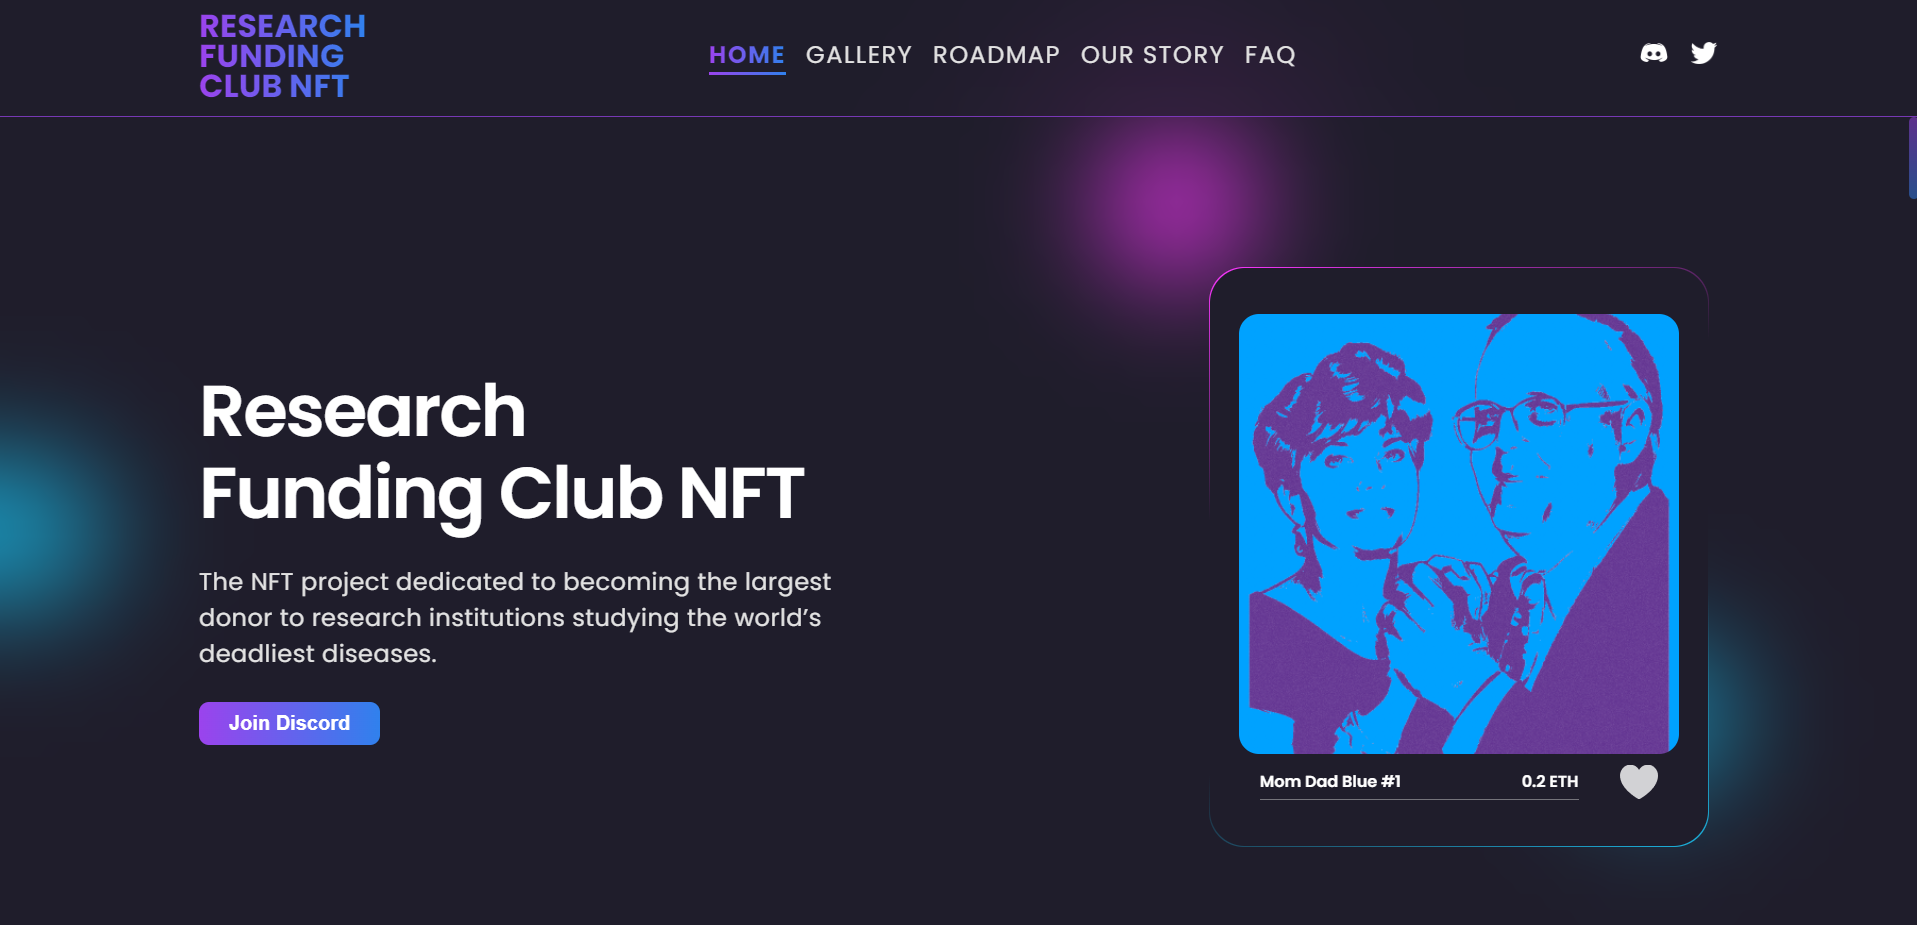 RESEARCH
FUNDING
CLUB NFT
HOME GALLERY ROADMAP OUR STORY FAQ
Research
Funding Club NFT
The NFT project dedicated to becoming the largest
donor to research institutions studying the world’s
deadliest diseases.
Join Discord
Mom Dad Blue #1 0.2 ETH